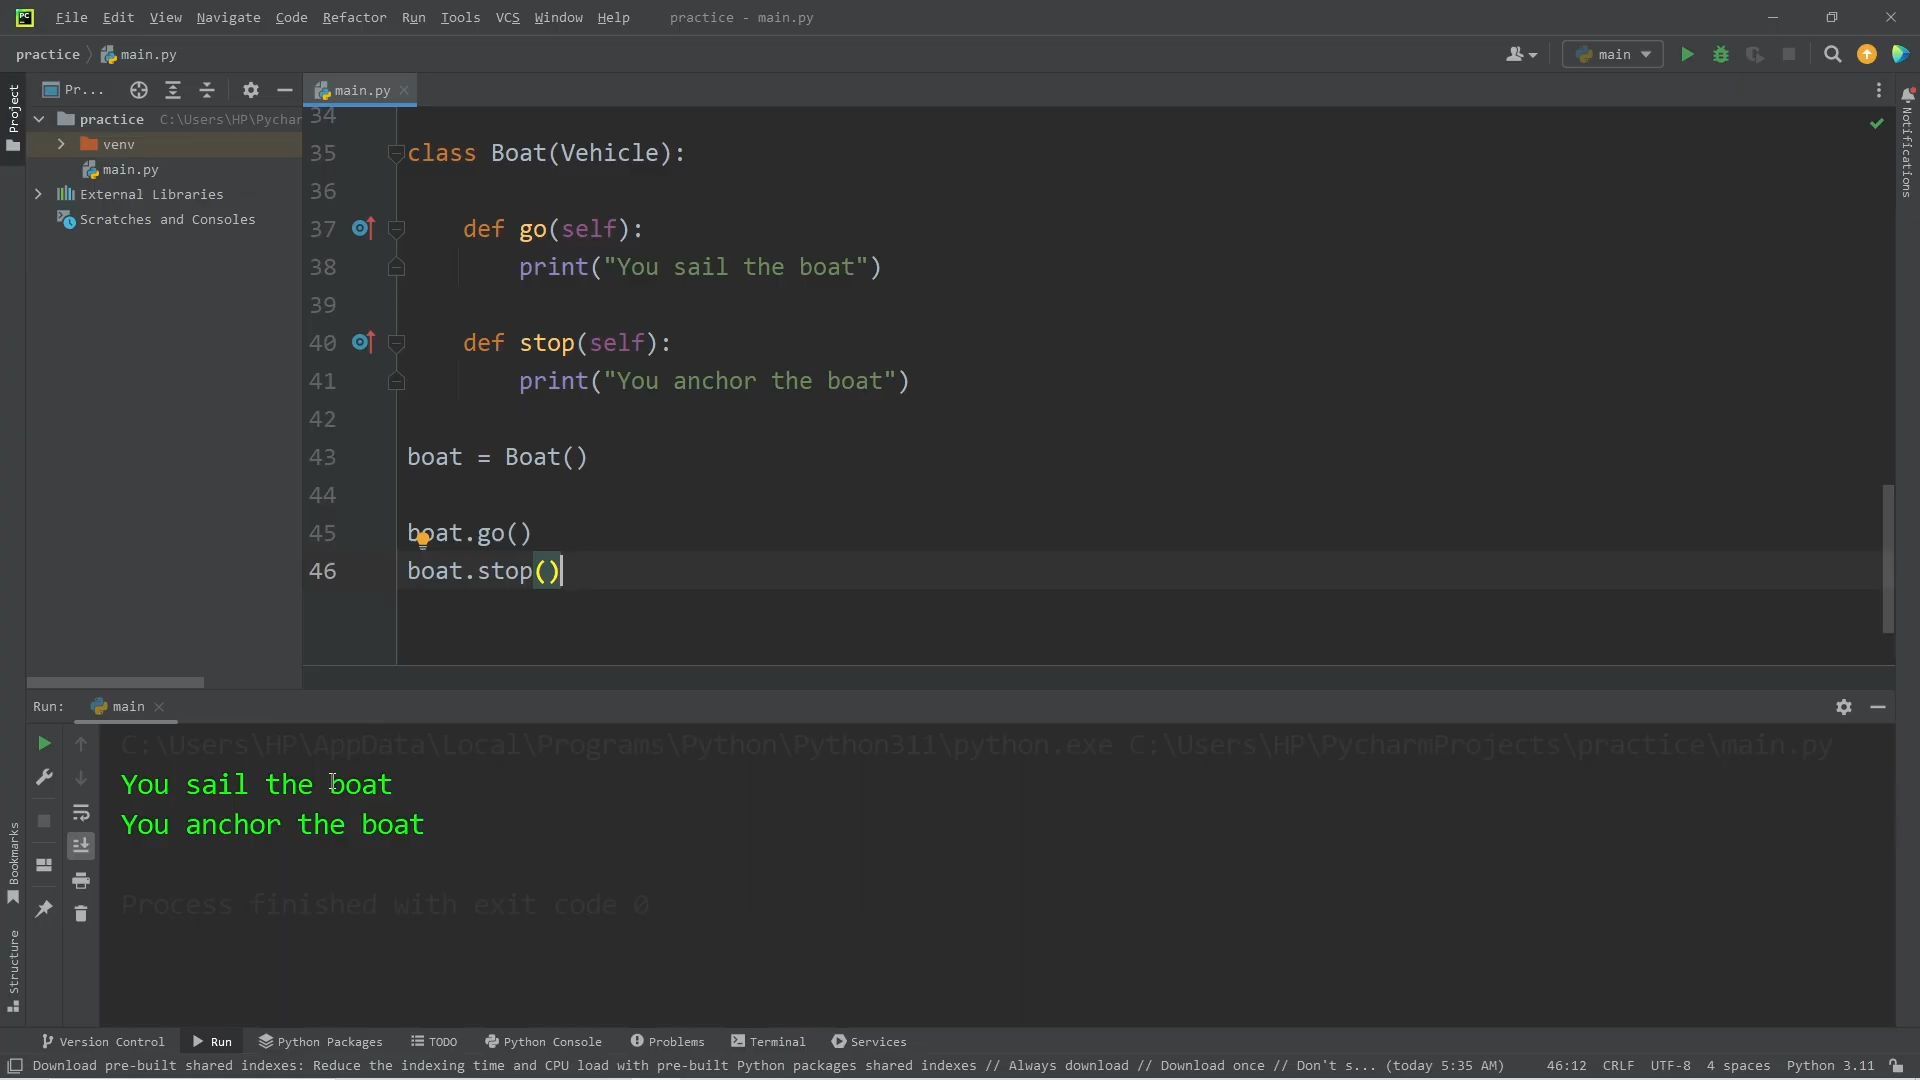 File Edit View Navigate Code Refactor Run Tools VCS Window Help practice - main.py
practice main.py
main
Project
Pr...
main.py
Notifications
practice C:\Users\HP\Pychar
venv
main.py
External Libraries
Scratches and Consoles
34
35 class Boat(Vehicle):
36
37 def go(self):
38 print("You sail the boat")
39
40 def stop(self):
41 print("You anchor the boat")
42
43 boat = Boat()
44
45 boat.go()
46 boat.stop()
Run: main
C:\Users\HP\AppData\Local\Programs\Python\Python311\python.exe C:\Users\HP\PycharmProjects\practice\main.py
You sail the boat
You anchor the boat
Process finished with exit code 0
Bookmarks
Structure
Version Control Run Python Packages TODO Python Console Problems Terminal Services
Download pre-built shared indexes: Reduce the indexing time and CPU load with pre-built Python packages shared indexes // Always download // Download once // Don't s... (today 5:35 AM) 46:12 CRLF UTF-8 4 spaces Python 3.11